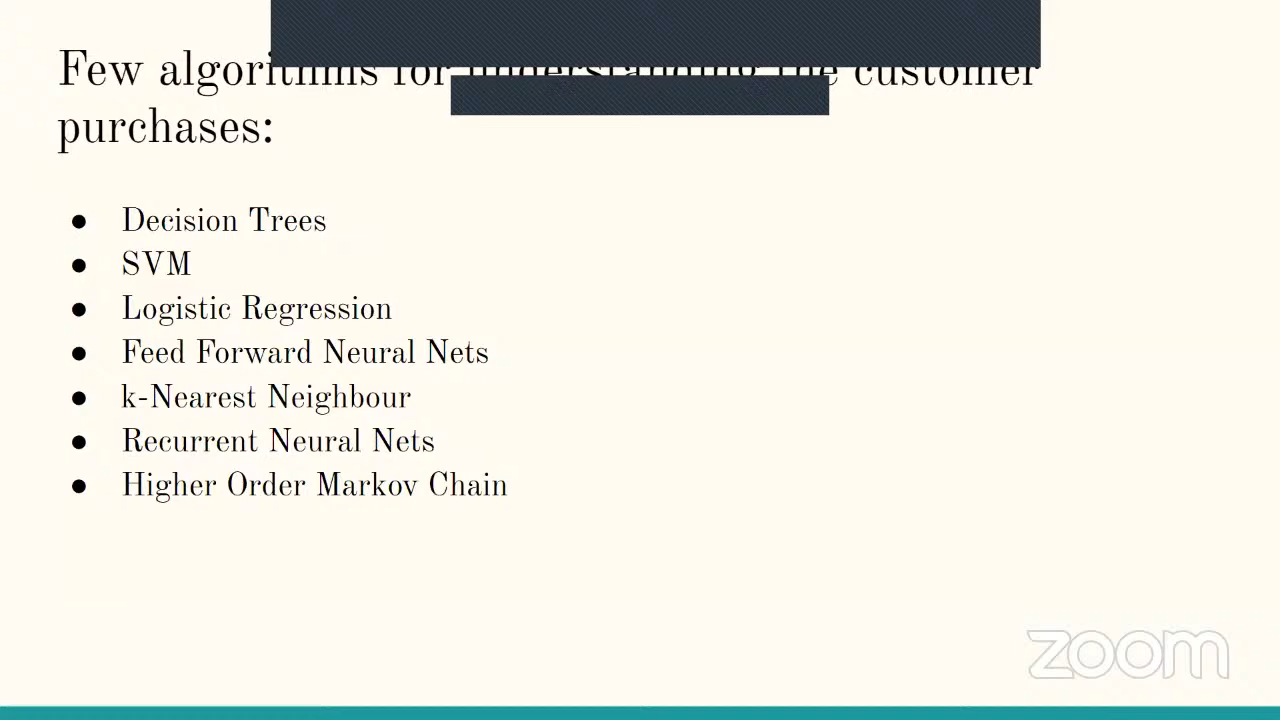 Few algorithms for understanding the customer
purchases:
● Decision Trees
● SVM
● Logistic Regression
● Feed Forward Neural Nets
● k-Nearest Neighbour
● Recurrent Neural Nets
● Higher Order Markov Chain
zoom